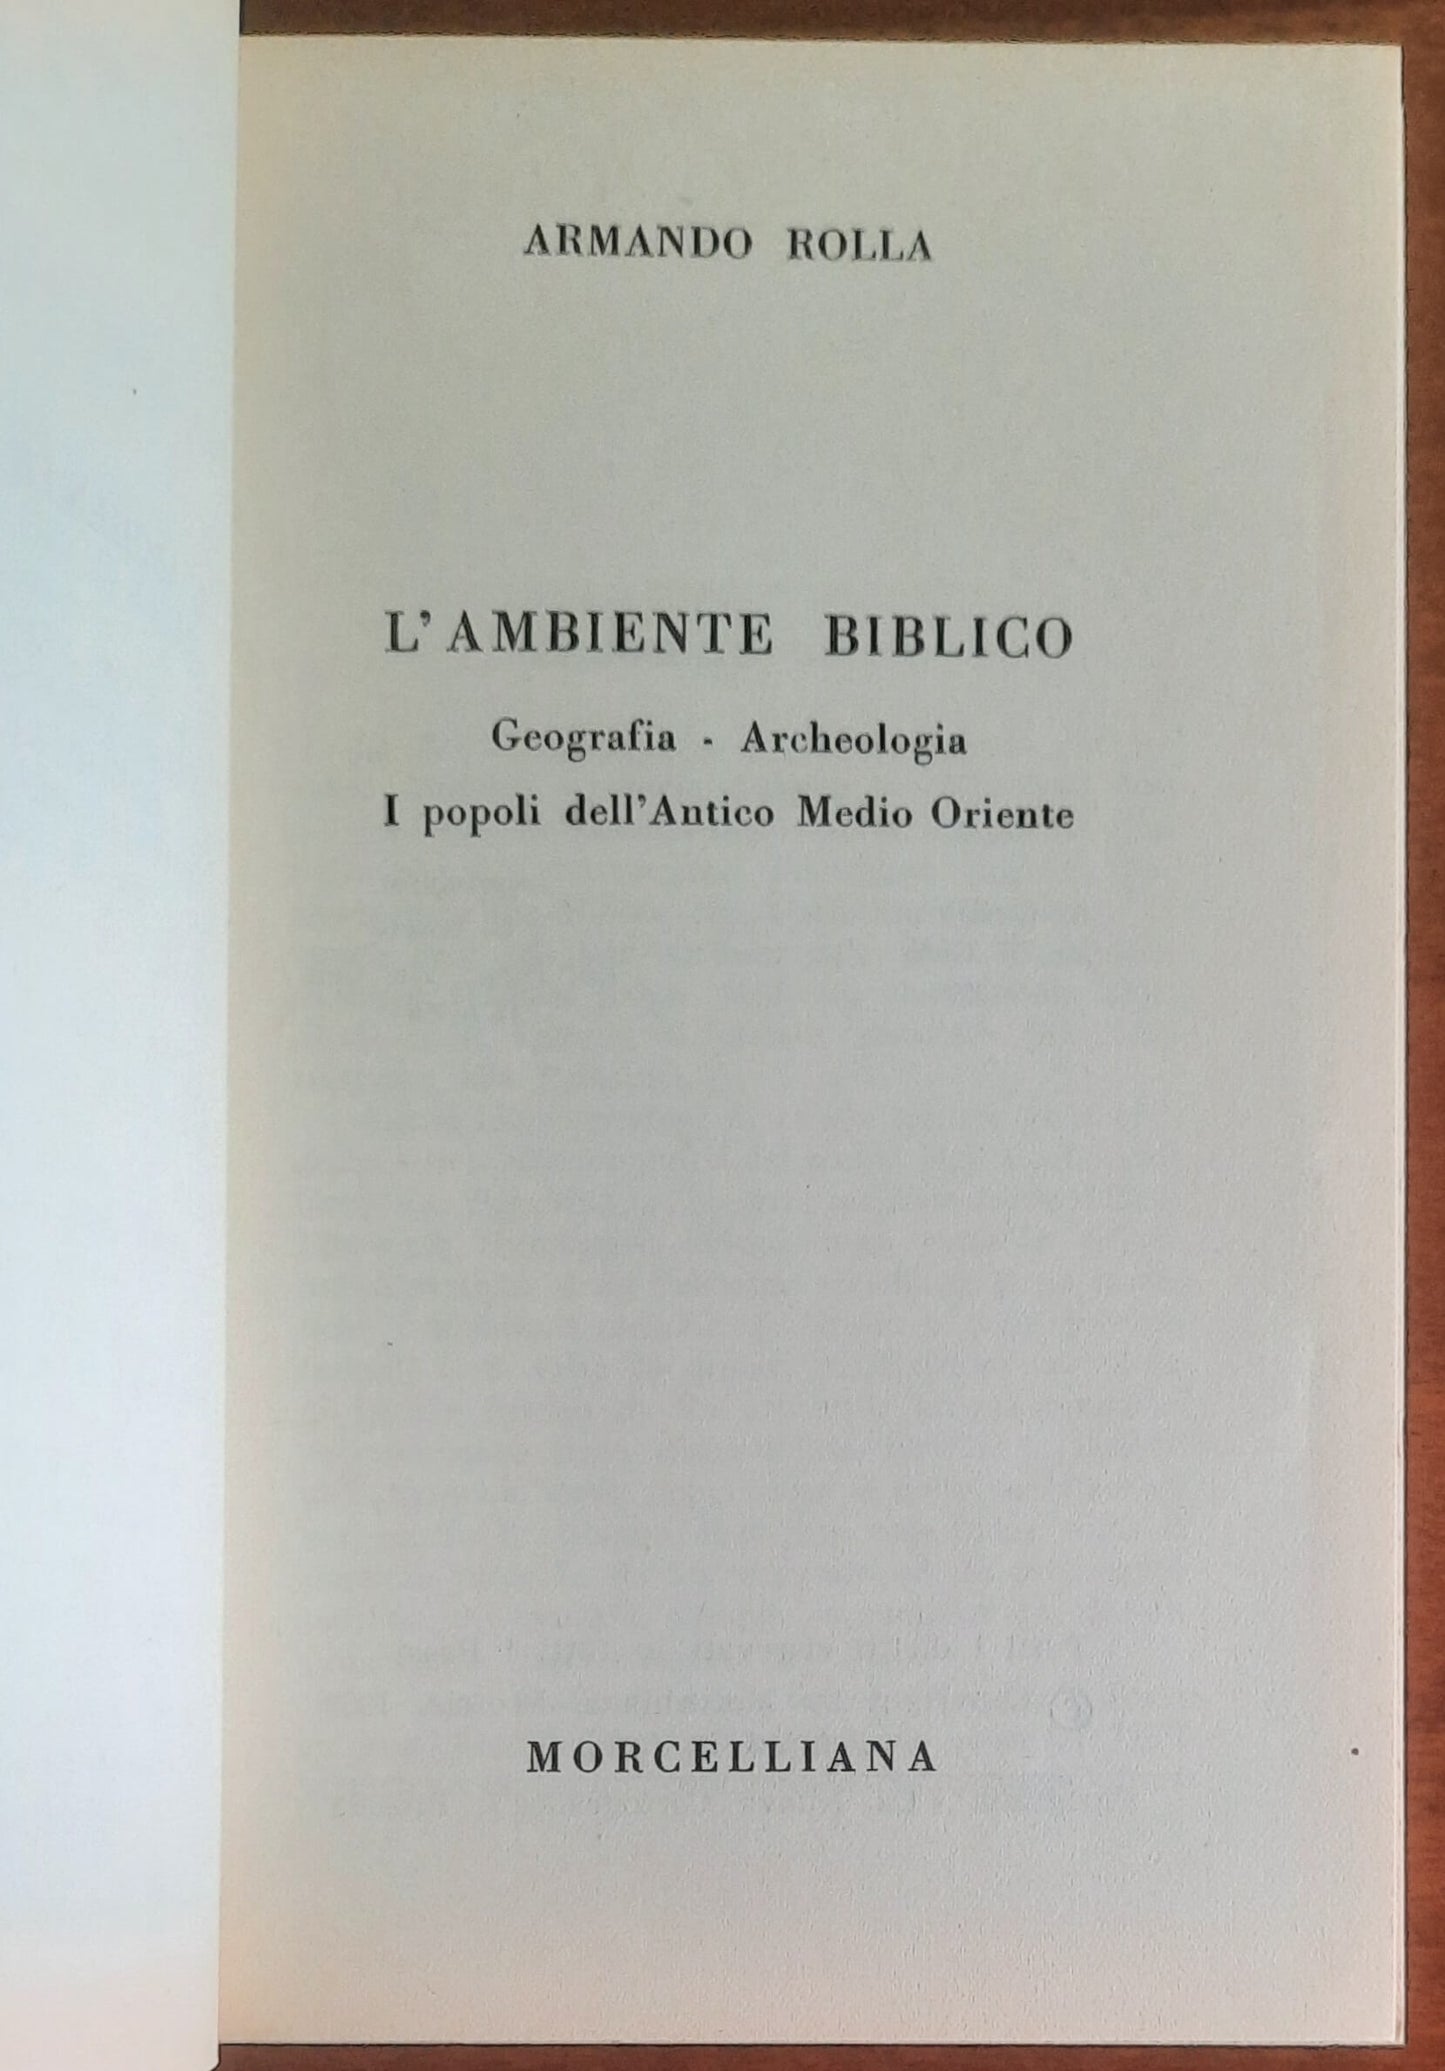 ARMANDO ROLLA
L'AMBIENTE BIBLICO
Geografia - Archeologia
I popoli dell'Antico Medio Oriente
MORCELLIANA